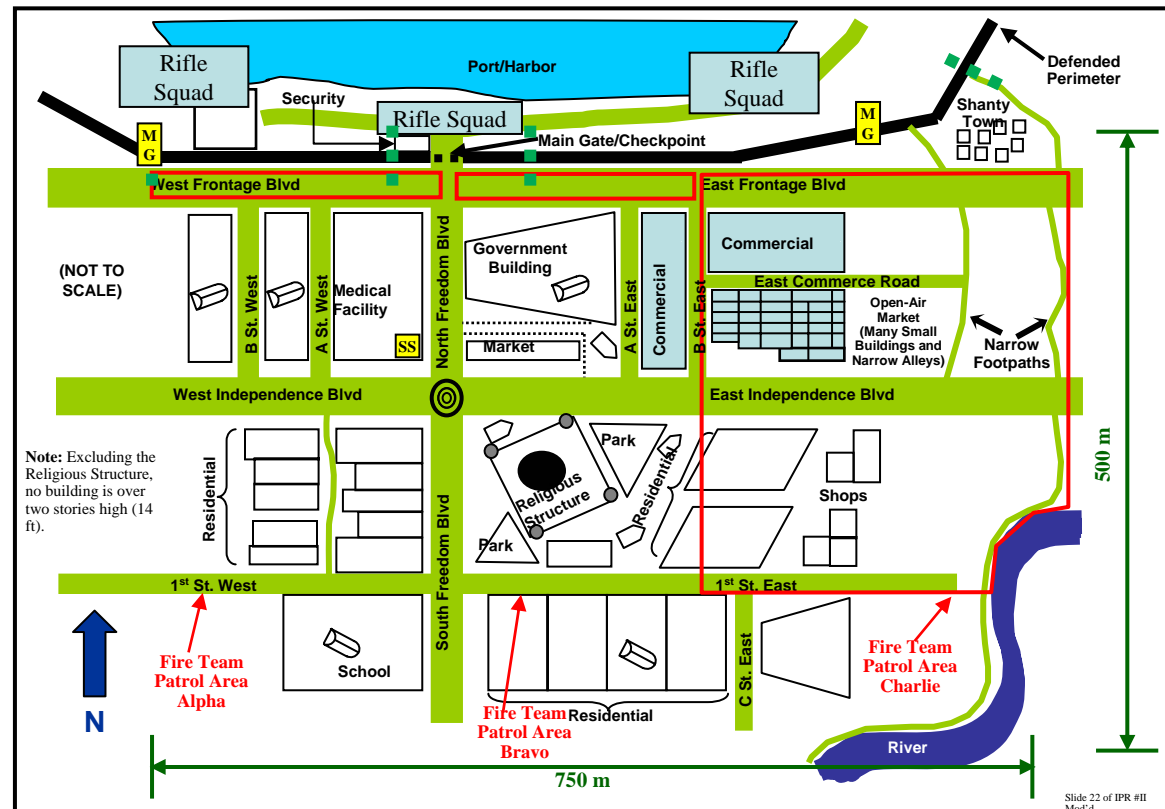 Rifle
Squad
Port/Harbor
Rifle
Squad
Defended
Perimeter
Security
Rifle Squad
Shanty
Town
M
G
M
G
Main Gate/Checkpoint
West Frontage Blvd
East Frontage Blvd
(NOT TO
SCALE)
B St. West
A St. West
Medical
Facility
SS
North Freedom Blvd
Government
Building
Market
A St. East
Commercial
B St. East
Commercial
East Commerce Road
Open-Air
Market
(Many Small
Buildings and
Narrow Alleys)
Narrow
Footpaths
West Independence Blvd
East Independence Blvd
500 m
Note: Excluding the
Religious Structure,
no building is over
two stories high (14
ft).
Residential
South Freedom Blvd
Religious
Structure
Park
Park
Residential
Shops
1st St. West
1st St. East
Fire Team
Patrol Area
Alpha
School
Fire Team
Patrol Area
Bravo
Residential
C St. East
Fire Team
Patrol Area
Charlie
N
River
750 m
Slide 22 of IPR #II
Mod'd